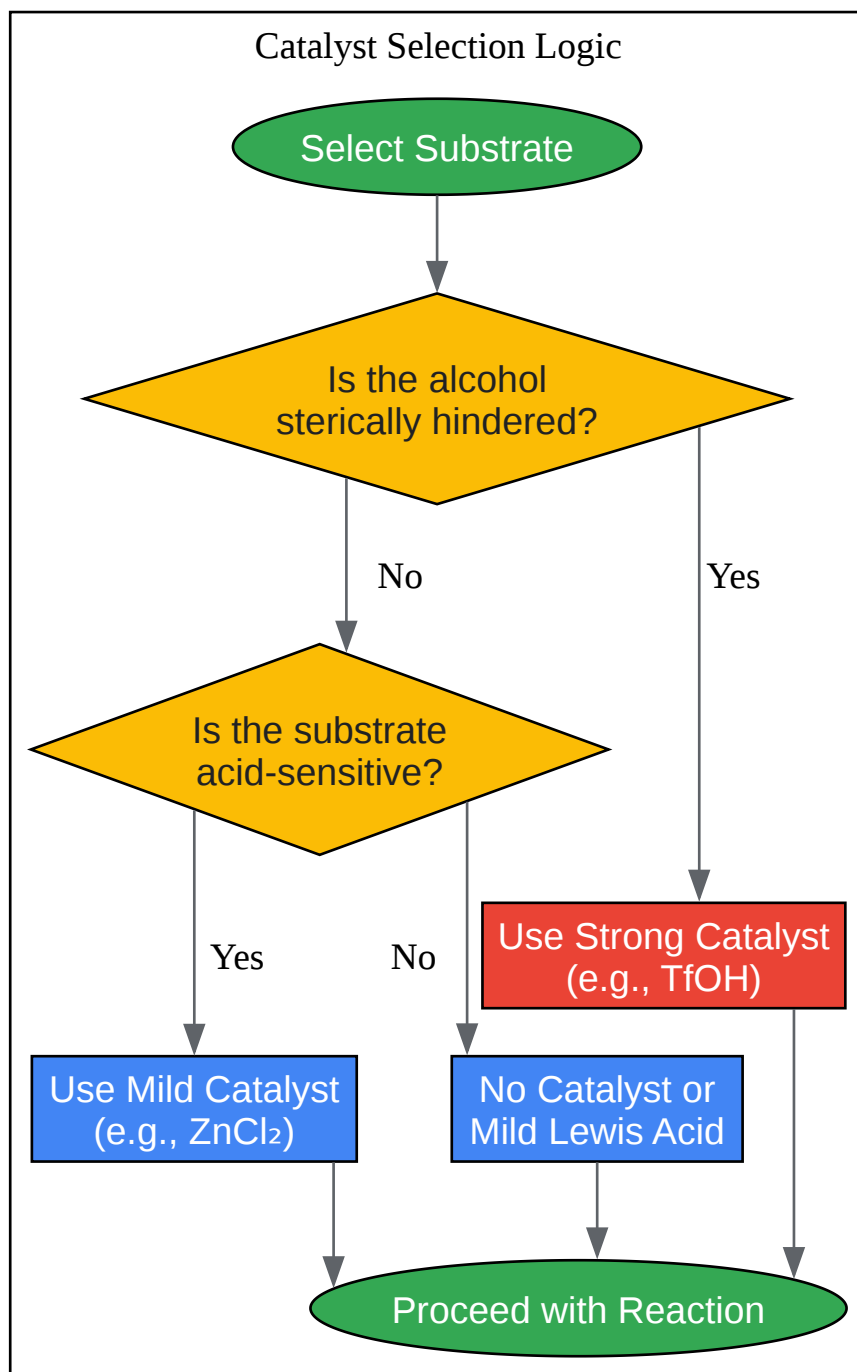 Catalyst Selection Logic
Select Substrate
Is the alcohol
sterically hindered?
No
Yes
Is the substrate
acid-sensitive?
Yes
No
Use Strong Catalyst
(e.g., TfOH)
Use Mild Catalyst
(e.g., ZnCl₂)
No Catalyst or
Mild Lewis Acid
Proceed with Reaction